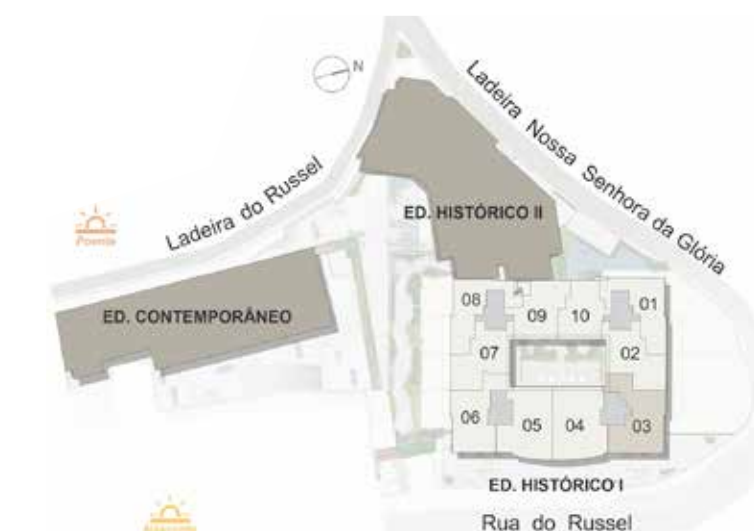 N
Ladeira Nossa Senhora da Glória
Ladeira do Russel
Poente
ED. HISTÓRICO II
ED. CONTEMPORÂNEO
08
09
10
01
07
02
06
05
04
03
ED. HISTÓRICO I
Rua do Russel